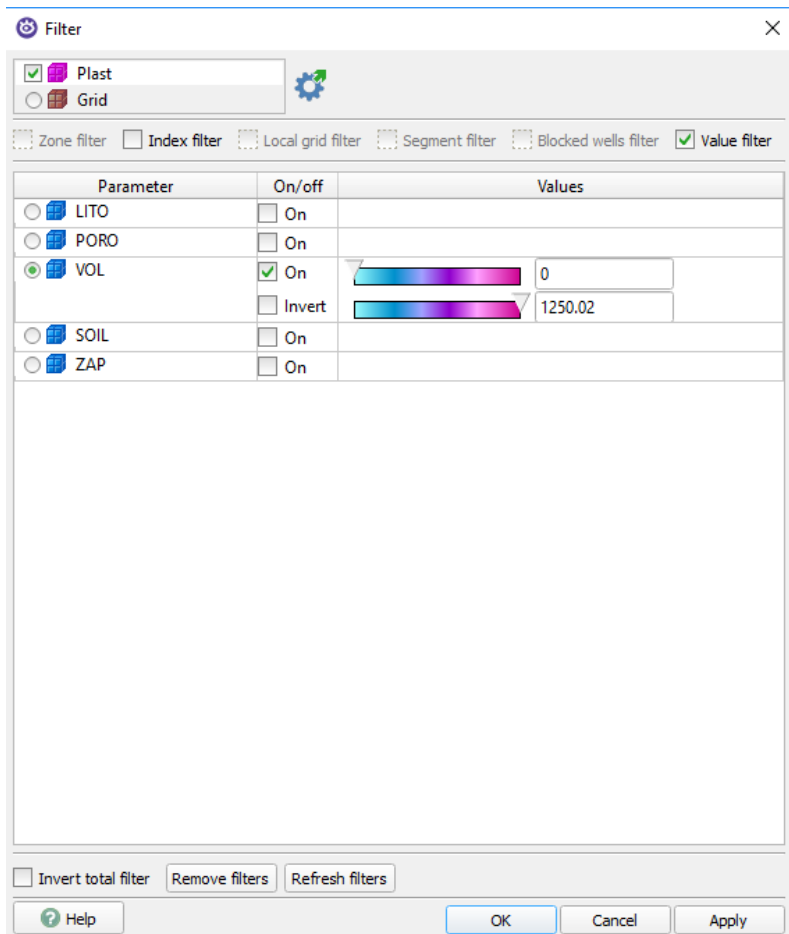 Filter
Plast
Grid
Zone filter Index filter Local grid filter Segment filter Blocked wells filter Value filter
Parameter On/off Values
LITO On
PORO On
VOL On 0
Invert 1250.02
SOIL On
ZAP On
Invert total filter Remove filters Refresh filters
Help OK Cancel Apply